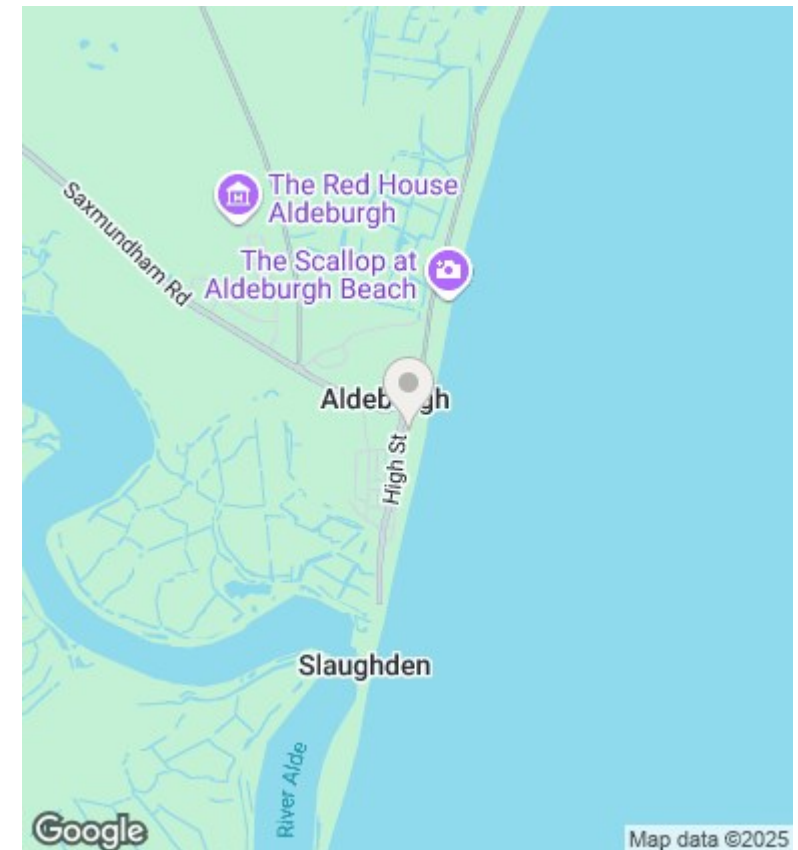 The Red House
Aldeburgh
Saxmundham Rd
The Scallop at
Aldeburgh Beach
Aldeburgh
High St
Slaughden
River Alde
Google
Map data ©2025